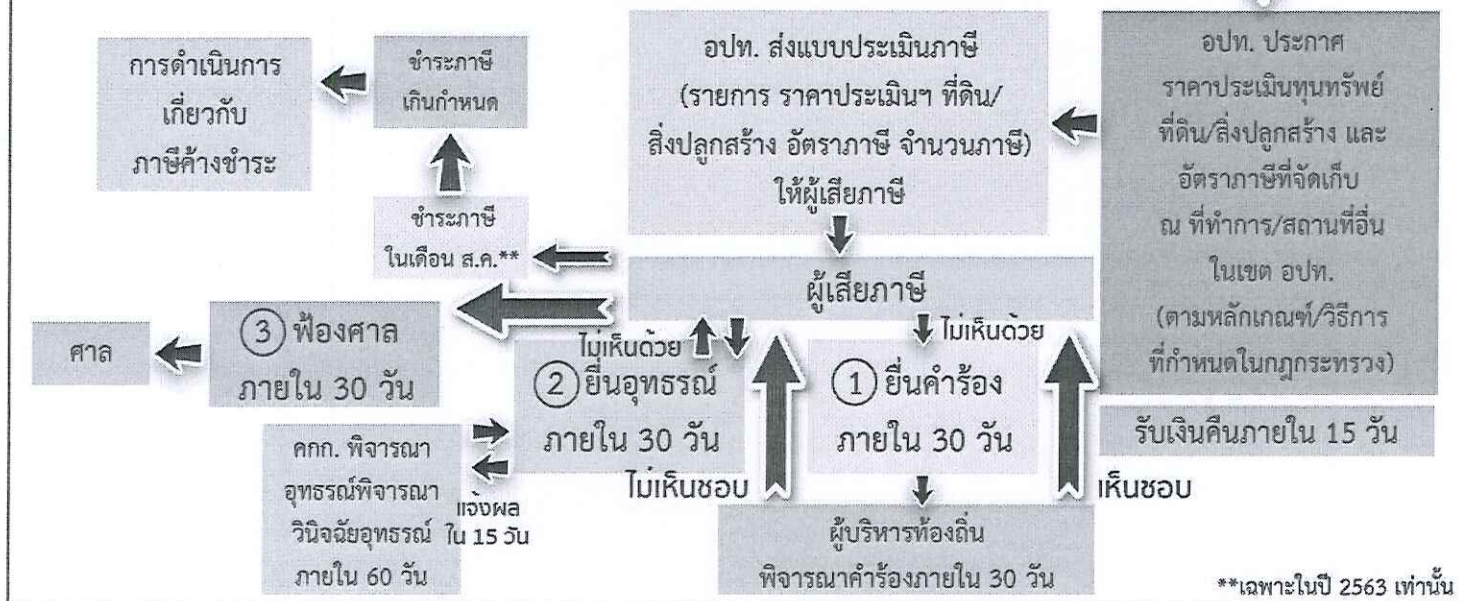 อปท. ประกาศ
ราคาประเมินทุนทรัพย์
ที่ดิน/สิ่งปลูกสร้าง และ
อัตราภาษีที่จัดเก็บ
ณ ที่ทำการ/สถานที่อื่น
ในเขต อปท.
(ตามหลักเกณฑ์/วิธีการ
ที่กำหนดในกฎกระทรวง)
อปท. ส่งแบบประเมินภาษี
(รายการ ราคาประเมินฯ ที่ดิน/
สิ่งปลูกสร้าง อัตราภาษี จำนวนภาษี)
ให้ผู้เสียภาษี
ชำระภาษี
เกินกำหนด
การดำเนินการ
เกี่ยวกับ
ภาษีค้างชำระ
ชำระภาษี
ในเดือน ส.ค.**
ผู้เสียภาษี
ไม่เห็นด้วย
1 ยื่นคำร้อง
ภายใน 30 วัน
ไม่เห็นด้วย
2 ยื่นอุทธรณ์
ภายใน 30 วัน
3 ฟ้องศาล
ภายใน 30 วัน
ศาล
คกก. พิจารณา
อุทธรณ์พิจารณา
วินิจฉัยอุทธรณ์
ภายใน 60 วัน
แจ้งผล
ใน 15 วัน
ไม่เห็นชอบ
ผู้บริหารท้องถิ่น
พิจารณาคำร้องภายใน 30 วัน
เห็นชอบ
รับเงินคืนภายใน 15 วัน
**เฉพาะในปี 2563 เท่านั้น